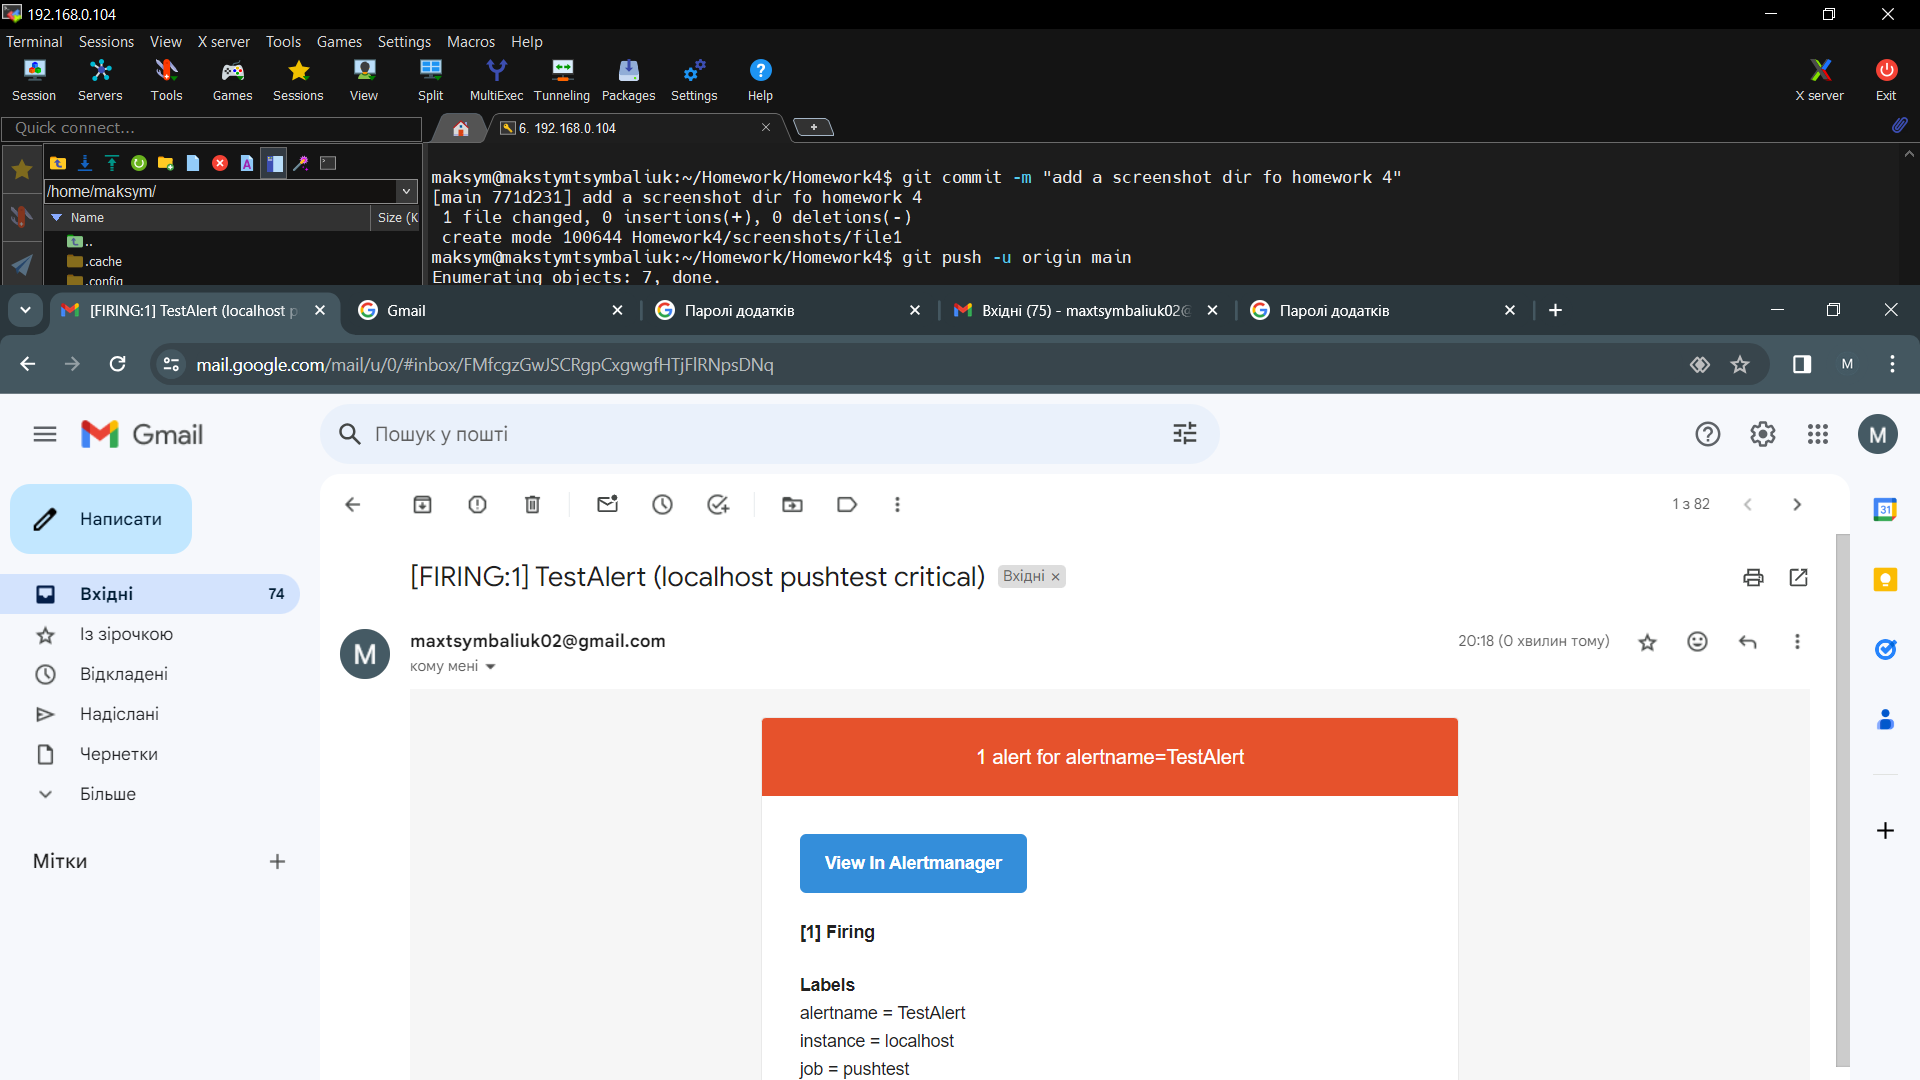 192.168.0.104
Terminal Sessions View X server Tools Games Settings Macros Help
Session Servers Tools Games Sessions View Split MultiExec Tunneling Packages Settings Help X server Exit
Quick connect...
6. 192.168.0.104
/home/maksym/
Name Size (K
..
.cache
.config
maksym@makstymtsymbaliuk:~/Homework/Homework4$ git commit -m "add a screenshot dir fo homework 4"
[main 771d231] add a screenshot dir fo homework 4
1 file changed, 0 insertions(+), 0 deletions(-)
create mode 100644 Homework4/screenshots/file1
maksym@makstymtsymbaliuk:~/Homework/Homework4$ git push -u origin main
Enumerating objects: 7, done.
[FIRING:1] TestAlert (localhost p
Gmail
Паролі додатків
Вхідні (75) - maxtsymbaliuk02@
Паролі додатків
mail.google.com/mail/u/0/#inbox/FMfcgzGwJSCRgpCxgwgfHTjFlRNpsDNq
M
Gmail
Пошук у пошті
M
Написати
1 з 82
31
Вхідні 74
Із зірочкою
Відкладені
Надіслані
Чернетки
Більше
Мітки
[FIRING:1] TestAlert (localhost pushtest critical) Вхідні ×
M
maxtsymbaliuk02@gmail.com 20:18 (0 хвилин тому)
кому мені
1 alert for alertname=TestAlert
View In Alertmanager
[1] Firing
Labels
alertname = TestAlert
instance = localhost
job = pushtest